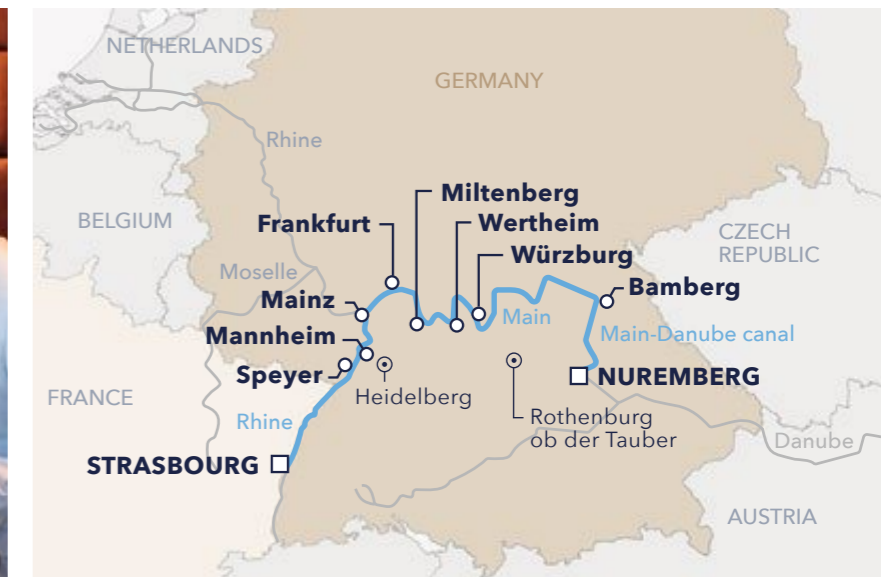 NETHERLANDS
GERMANY
Rhine
BELGIUM
Miltenberg
Frankfurt
Wertheim
CZECH
REPUBLIC
Würzburg
Moselle
Mainz
Bamberg
Main
Mannheim
Main-Danube canal
Speyer
NUREMBERG
Heidelberg
FRANCE
Rhine
Rothenburg
ob der Tauber
Danube
STRASBOURG
AUSTRIA